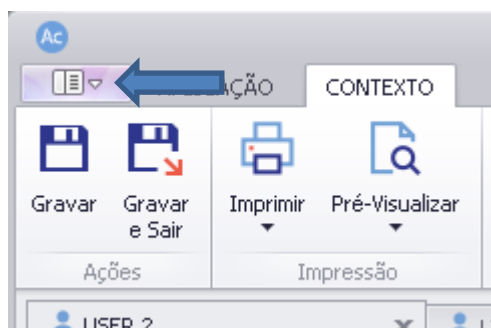 Ac
CONTEXTO
Gravar
Gravar
e Sair
Imprimir
Pré-Visualizar
Ações
Impressão
USER 2